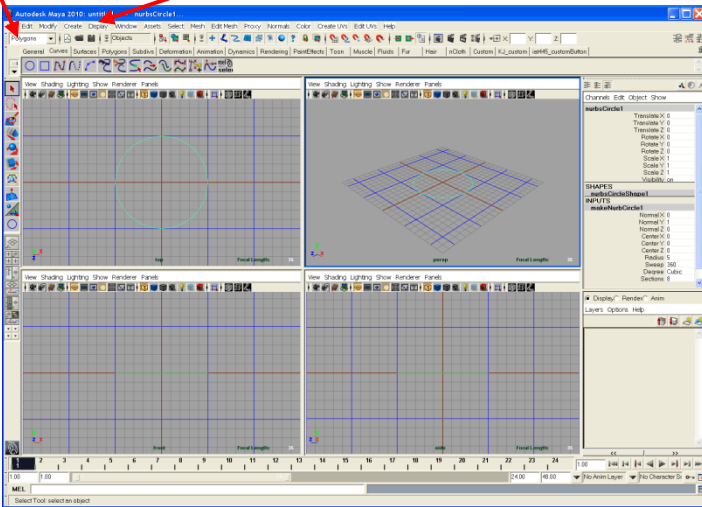 Autodesk Maya 2010: untitl nurbsCircle1...
Edit Modify Create Display Window Assets Select Mesh Edit Mesh Proxy Normals Color Create UVs Edit UVs Help
Polygons Objects X: Y: Z:
General Curves Surfaces Polygons Subdivs Deformation Animation Dynamics Rendering PaintEffects Toon Muscle Fluids Fur Hair nCloth Custom KJ_custom
View Shading Lighting Show Renderer Panels
View Shading Lighting Show Renderer Panels
Channels Edit Object Show
nurbsCircle1
Translate X 0
Translate Y 0
Translate Z 0
Rotate X 0
Rotate Y 0
Rotate Z 0
Scale X 1
Scale Y 1
Scale Z 1
Visibility on
SHAPES
nurbsCircleShape1
INPUTS
makeNurbCircle1
Normal X 0
Normal Y 1
Normal Z 0
Center X 0
Center Y 0
Center Z 0
Radius 5
Sweep 360
Degree Cubic
Sections 8
top Focal Length: 35
persp Focal Length: 35
View Shading Lighting Show Renderer Panels
View Shading Lighting Show Renderer Panels
Display Render Anim
Layers Options Help
front Focal Length: 35
side Focal Length: 35
1 2 3 4 5 6 7 8 9 10 11 12 13 14 15 16 17 18 19 20 21 22 23 24 1.00
1.00 1.00 24.00 48.00 No Anim Layer No Character S
MEL
Select Tool: select an object